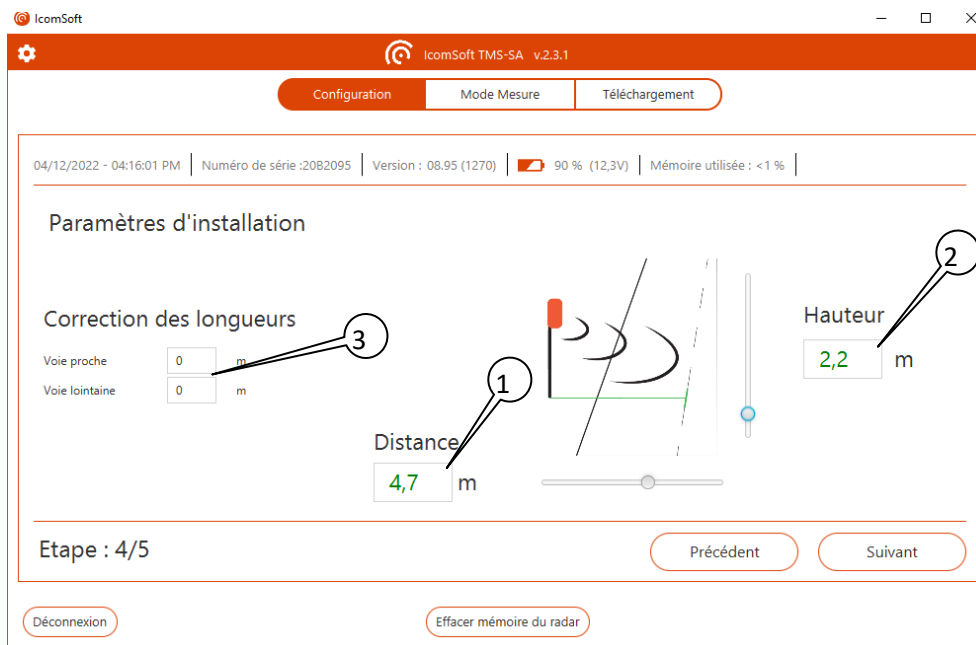 IcomSoft
IcomSoft TMS-SA v.2.3.1
Configuration
Mode Mesure
Téléchargement
04/12/2022 - 04:16:01 PM
Numéro de série :20B2095
Version : 08.95 (1270)
90 % (12,3V)
Mémoire utilisée : <1 %
Paramètres d'installation
2
Correction des longueurs
Hauteur
3
Voie proche 0 m
2,2 m
Voie lointaine 0 m
1
Distance
4,7 m
Etape : 4/5
Précédent
Suivant
Déconnexion
Effacer mémoire du radar